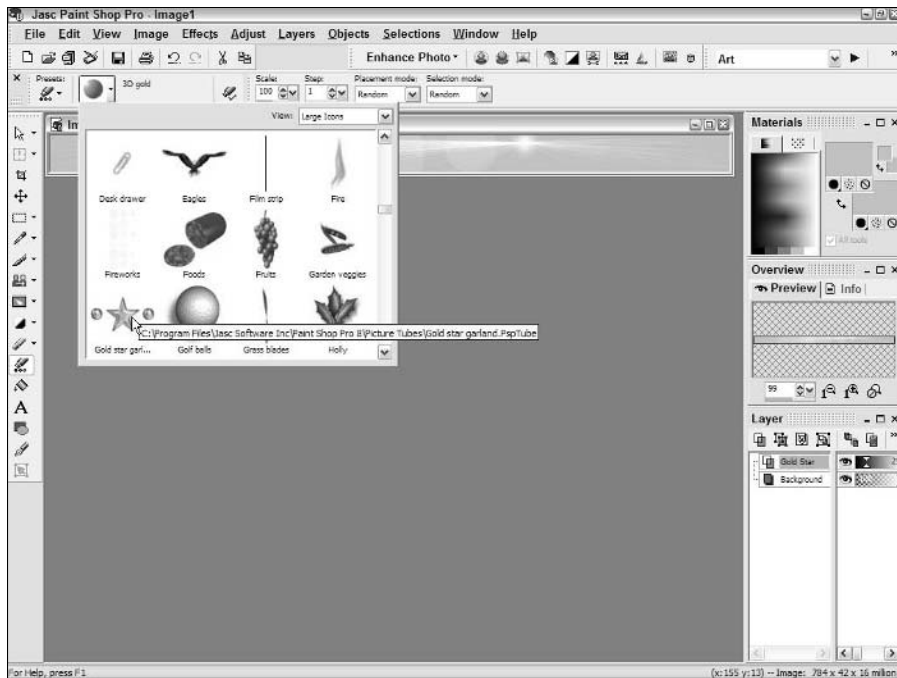 Jasc Paint Shop Pro - Image1
File Edit View Image Effects Adjust Layers Objects Selections Window Help
Enhance Photo
Art
Presets:
3D gold
Scale:
100
Step:
1
Placement mode:
Random
Selection mode:
Random
View: Large Icons
Desk drawer Eagles Film strip Fire
Fireworks Foods Fruits Garden veggies
C:\Program Files\Jasc Software Inc\Paint Shop Pro 8\Picture Tubes\Gold star garland.PspTube
Gold star garl... Golf balls Grass blades Holly
Materials
All tools
Overview
Preview Info
99
Layer
Gold Star
Background
For Help, press F1
(x:155 y:13) -- Image: 784 x 42 x 16 million